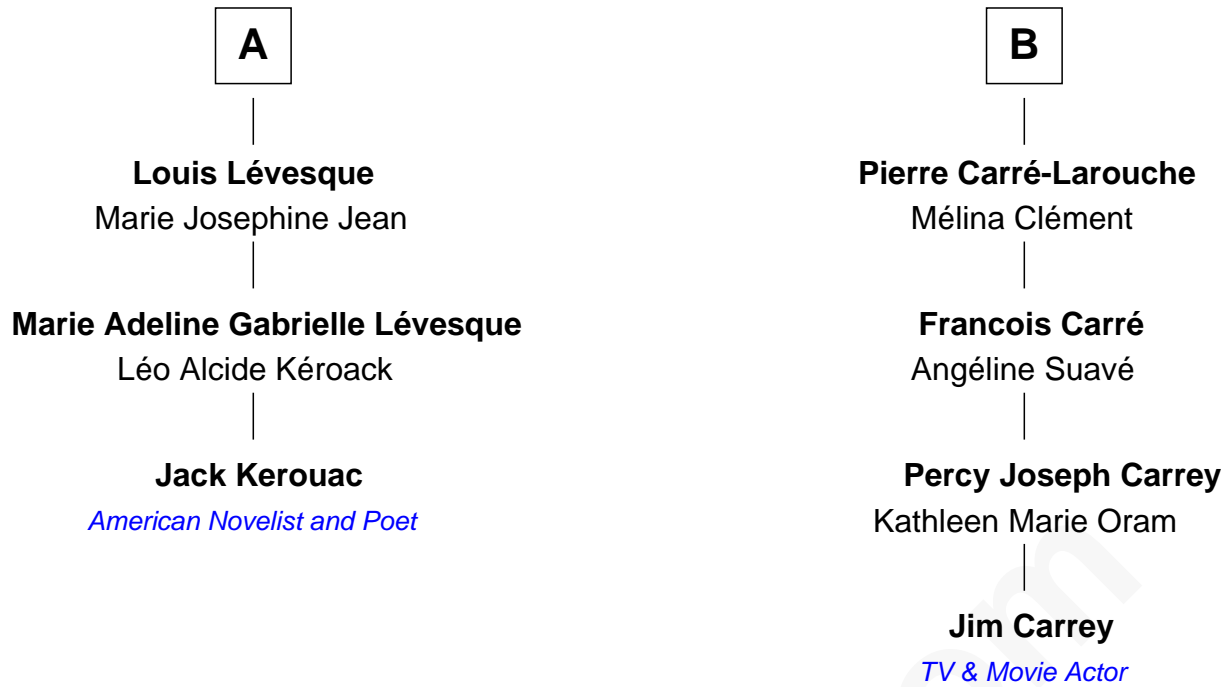 A
Louis Lévesque
Marie Josephine Jean
Marie Adeline Gabrielle Lévesque
Léo Alcide Kéroack
Jack Kerouac
American Novelist and Poet
B
Pierre Carré-Larouche
Mélina Clément
Francois Carré
Angéline Suavé
Percy Joseph Carrey
Kathleen Marie Oram
Jim Carrey
TV & Movie Actor